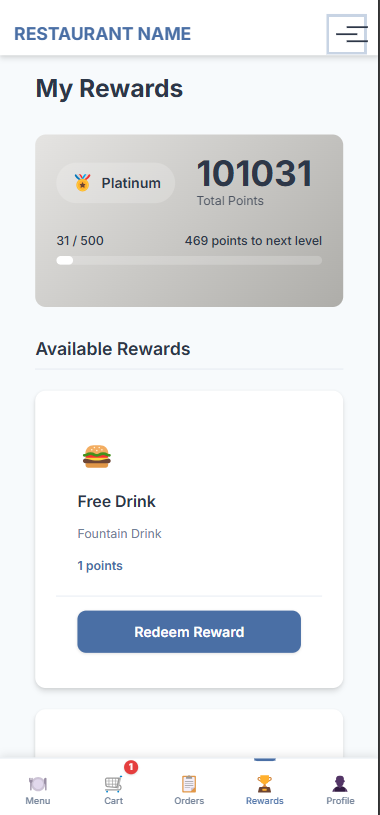 RESTAURANT NAME
My Rewards
Platinum
101031
Total Points
31 / 500
469 points to next level
Available Rewards
Free Drink
Fountain Drink
1 points
Redeem Reward
1
Menu
Cart
Orders
Rewards
Profile